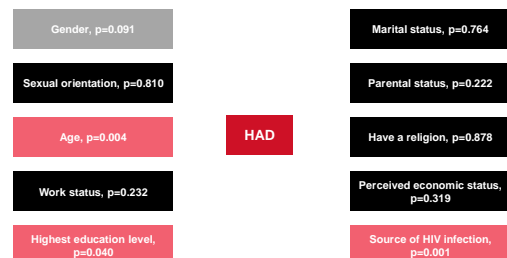 Gender, p=0.091
Sexual orientation, p=0.810
Age, p=0.004
Work status, p=0.232
Highest education level,
p=0.040
HAD
Marital status, p=0.764
Parental status, p=0.222
Have a religion, p=0.878
Perceived economic status,
p=0.319
Source of HIV infection,
p=0.001